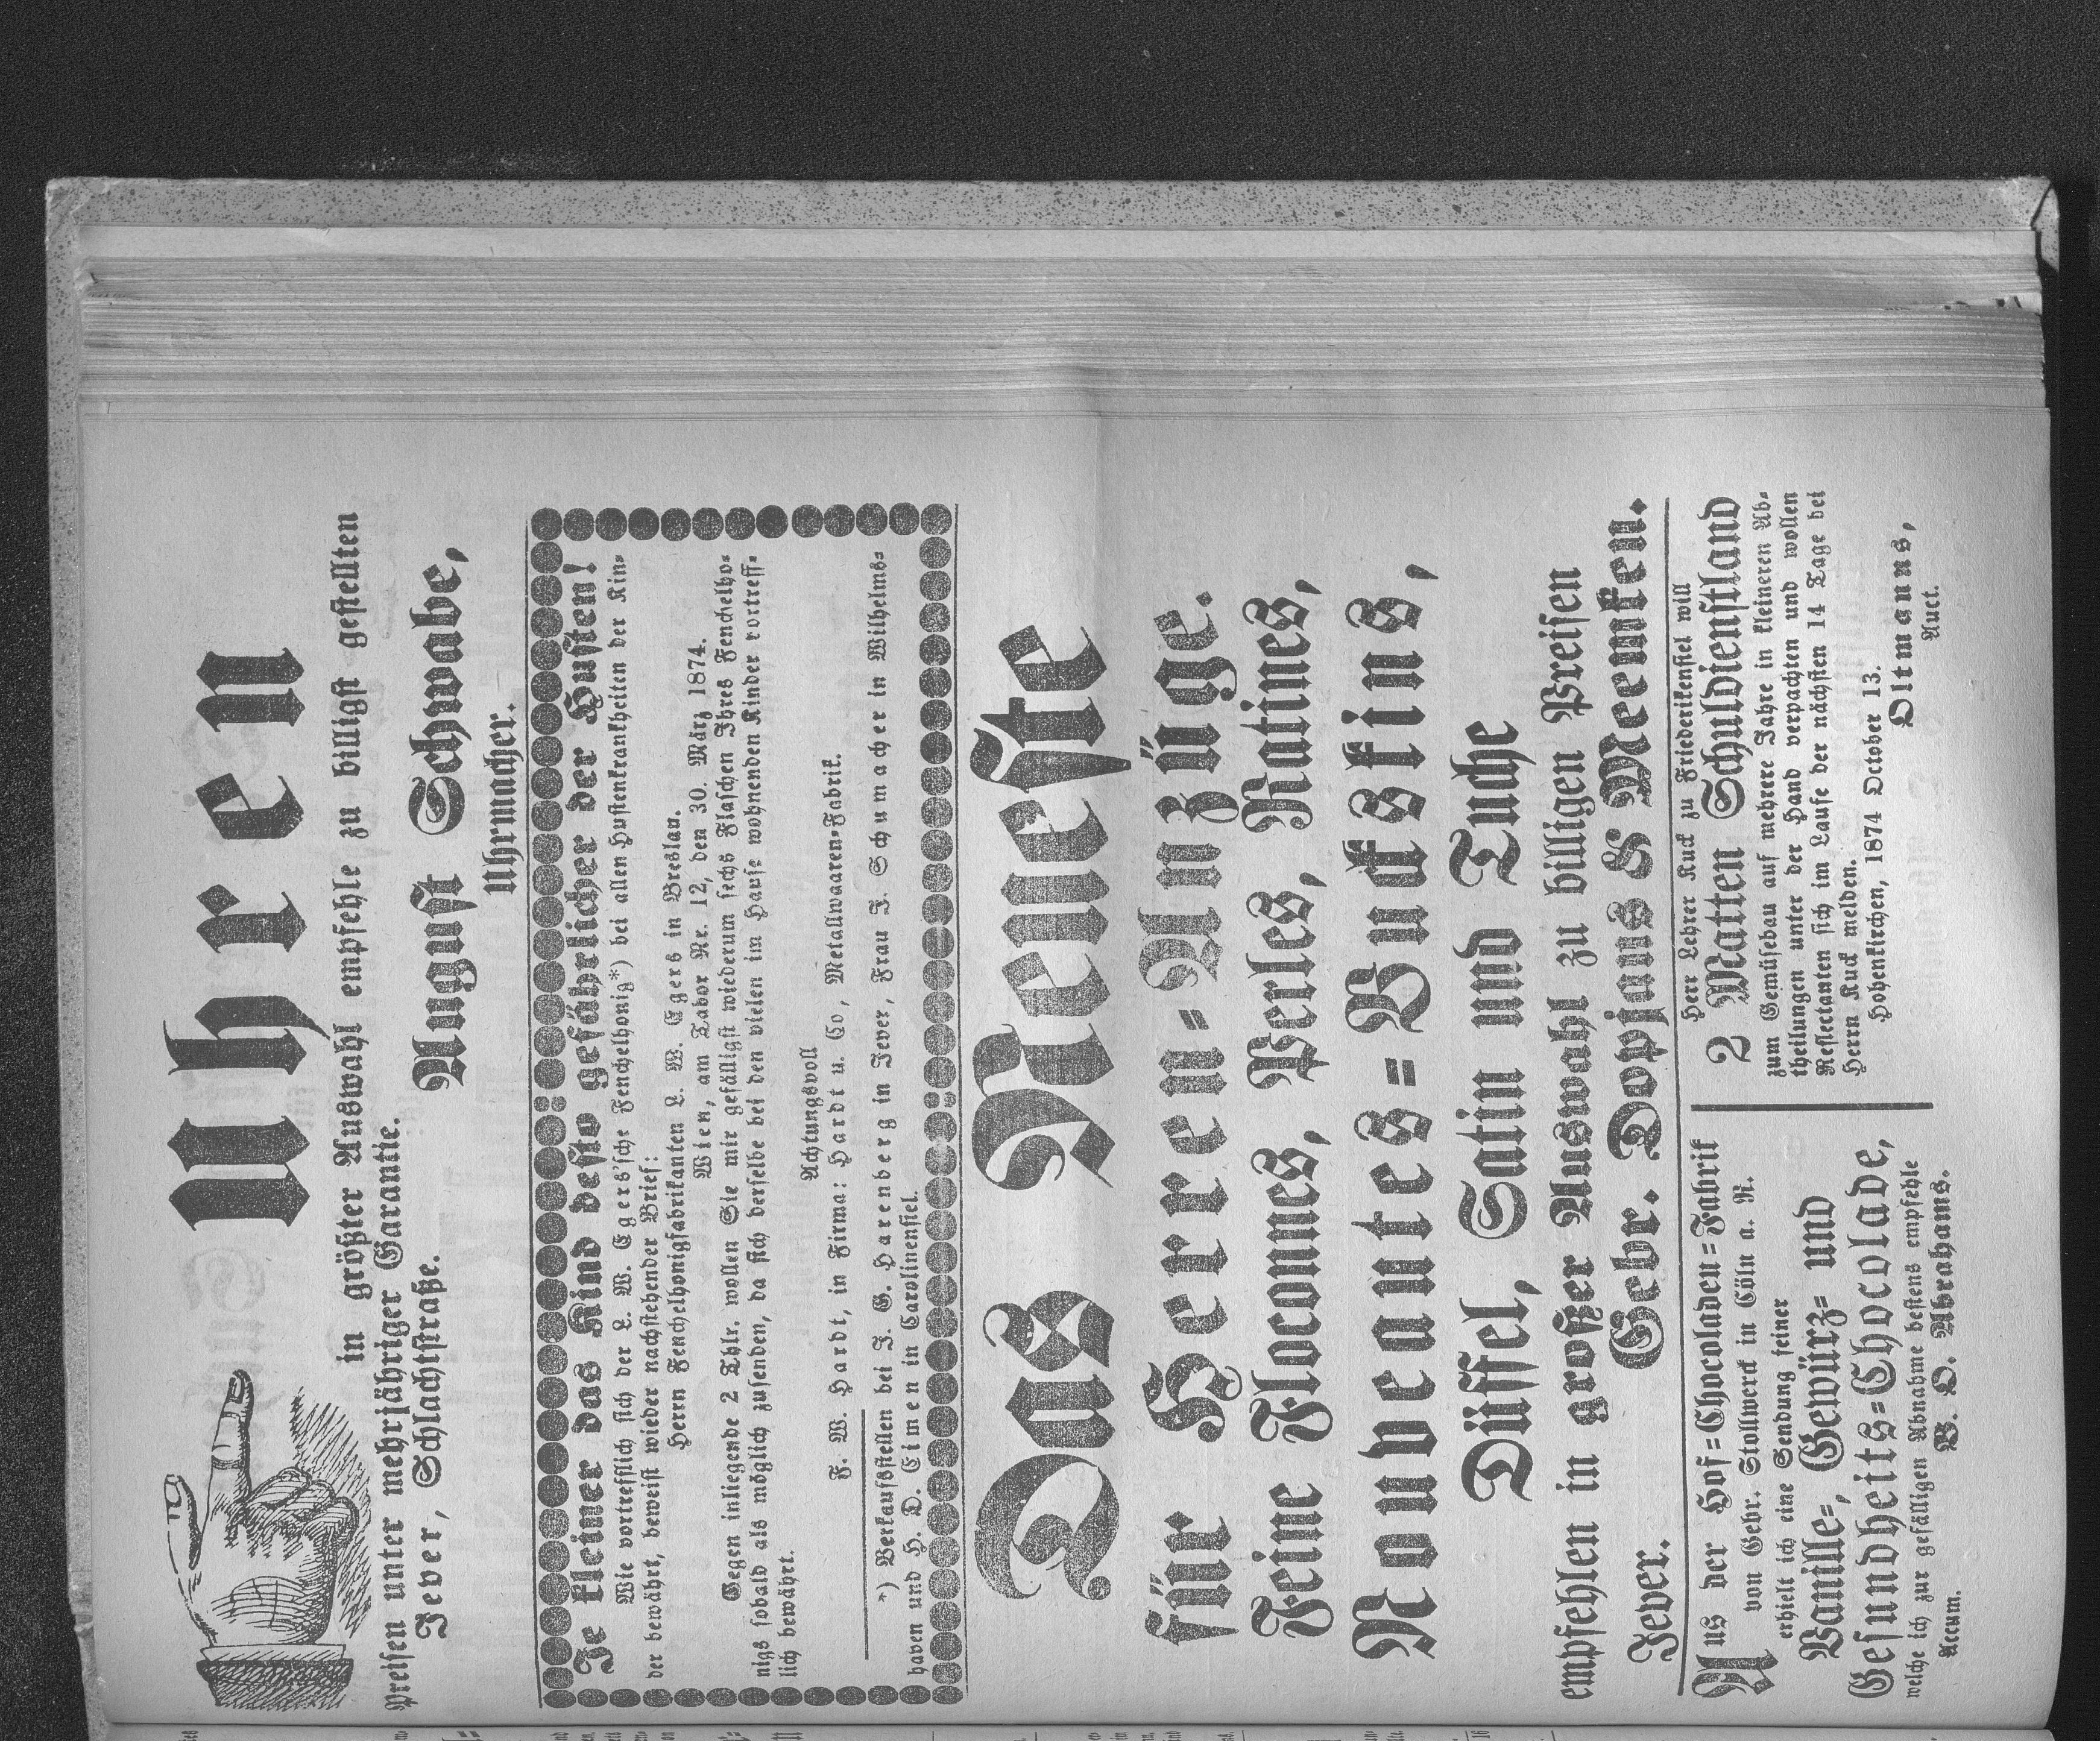 Uhren
in größter Auswahl empfehle zu billigst gestellten
Preisen unter mehrjähriger Garantie.
Jever, Schlachtstraße.
August Schwabe,
Uhrmacher.
Je kleiner das Kind desto gefährlicher der Husten!
Wie vortrefflich sich der L. W. Egers'sche Fenchelhonig*) bei allen Hustenkrankheiten der Kin-
der bewährt, beweist wieder nachstehender Brief:
Herrn Fenchelhonigfabrikanten L. W. Egers in Breslau.
Wien, am Tabor Nr. 12, den 30. März 1874.
Gegen inliegende 2 Thlr. wollen Sie mir gefälligst wiederum sechs Flaschen Ihres Fenchelho-
nigs sobald als möglich zusenden, da sich derselbe bei den vielen im Hause wohnenden Kinder vortreff-
lich bewährt.
Achtungsvoll
F. W. Hardt, in Firma: Hardt u. Co, Metallwaaren-Fabrik.
*) Verkaufsstellen bei J. G. Harenberg in Jever, Frau J. Schumacher in Wilhelms-
haven und H. D. Eimen in Carolinensiel.
Das Neueste
für Herren-Anzüge.
Feine Floconnes, Perles, Ratines,
Nouveautes-Buckskins,
Düffel, Satin und Tuche
empfehlen in großer Auswahl zu billigen Preisen
Jever. Gebr. Dopjans & Meemken.
Aus der Hof-Chocoladen-Fabrik
von Gebr. Stollwerck in Cöln a. R.
erhielt ich eine Sendung feiner
Vanille-, Gewürz- und
Gesundheits-Chocolade,
welche ich zur gefälligen Abnahme bestens empfehle
Accum. B. O. Abrahams.
Herr Lehrer Kuck zu Friederikensiel will
2 Matten Schuldienstland
zum Gemüsebau auf mehrere Jahre in kleineren Ab-
theilungen unter der Hand verpachten und wollen
Reflectanten sich im Laufe der nächsten 14 Tage bei
Herrn Kuck melden.
Hohenkirchen, 1874 October 13.
Oltmanns,
Auct.